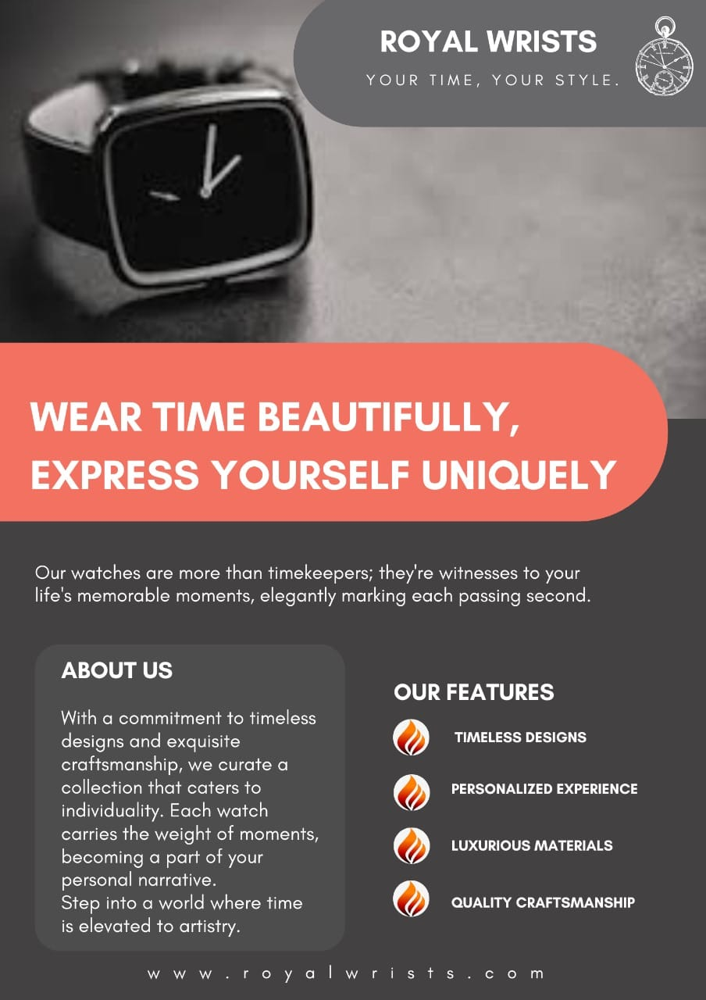 ROYAL WRISTS
YOUR TIME, YOUR STYLE.
WEAR TIME BEAUTIFULLY,
EXPRESS YOURSELF UNIQUELY
Our watches are more than timekeepers; they're witnesses to your
life's memorable moments, elegantly marking each passing second.
ABOUT US
With a commitment to timeless
designs and exquisite
craftsmanship, we curate a
collection that caters to
individuality. Each watch
carries the weight of moments,
becoming a part of your
personal narrative.
Step into a world where time
is elevated to artistry.
OUR FEATURES
TIMELESS DESIGNS
PERSONALIZED EXPERIENCE
LUXURIOUS MATERIALS
QUALITY CRAFTSMANSHIP
www.royalwrists.com